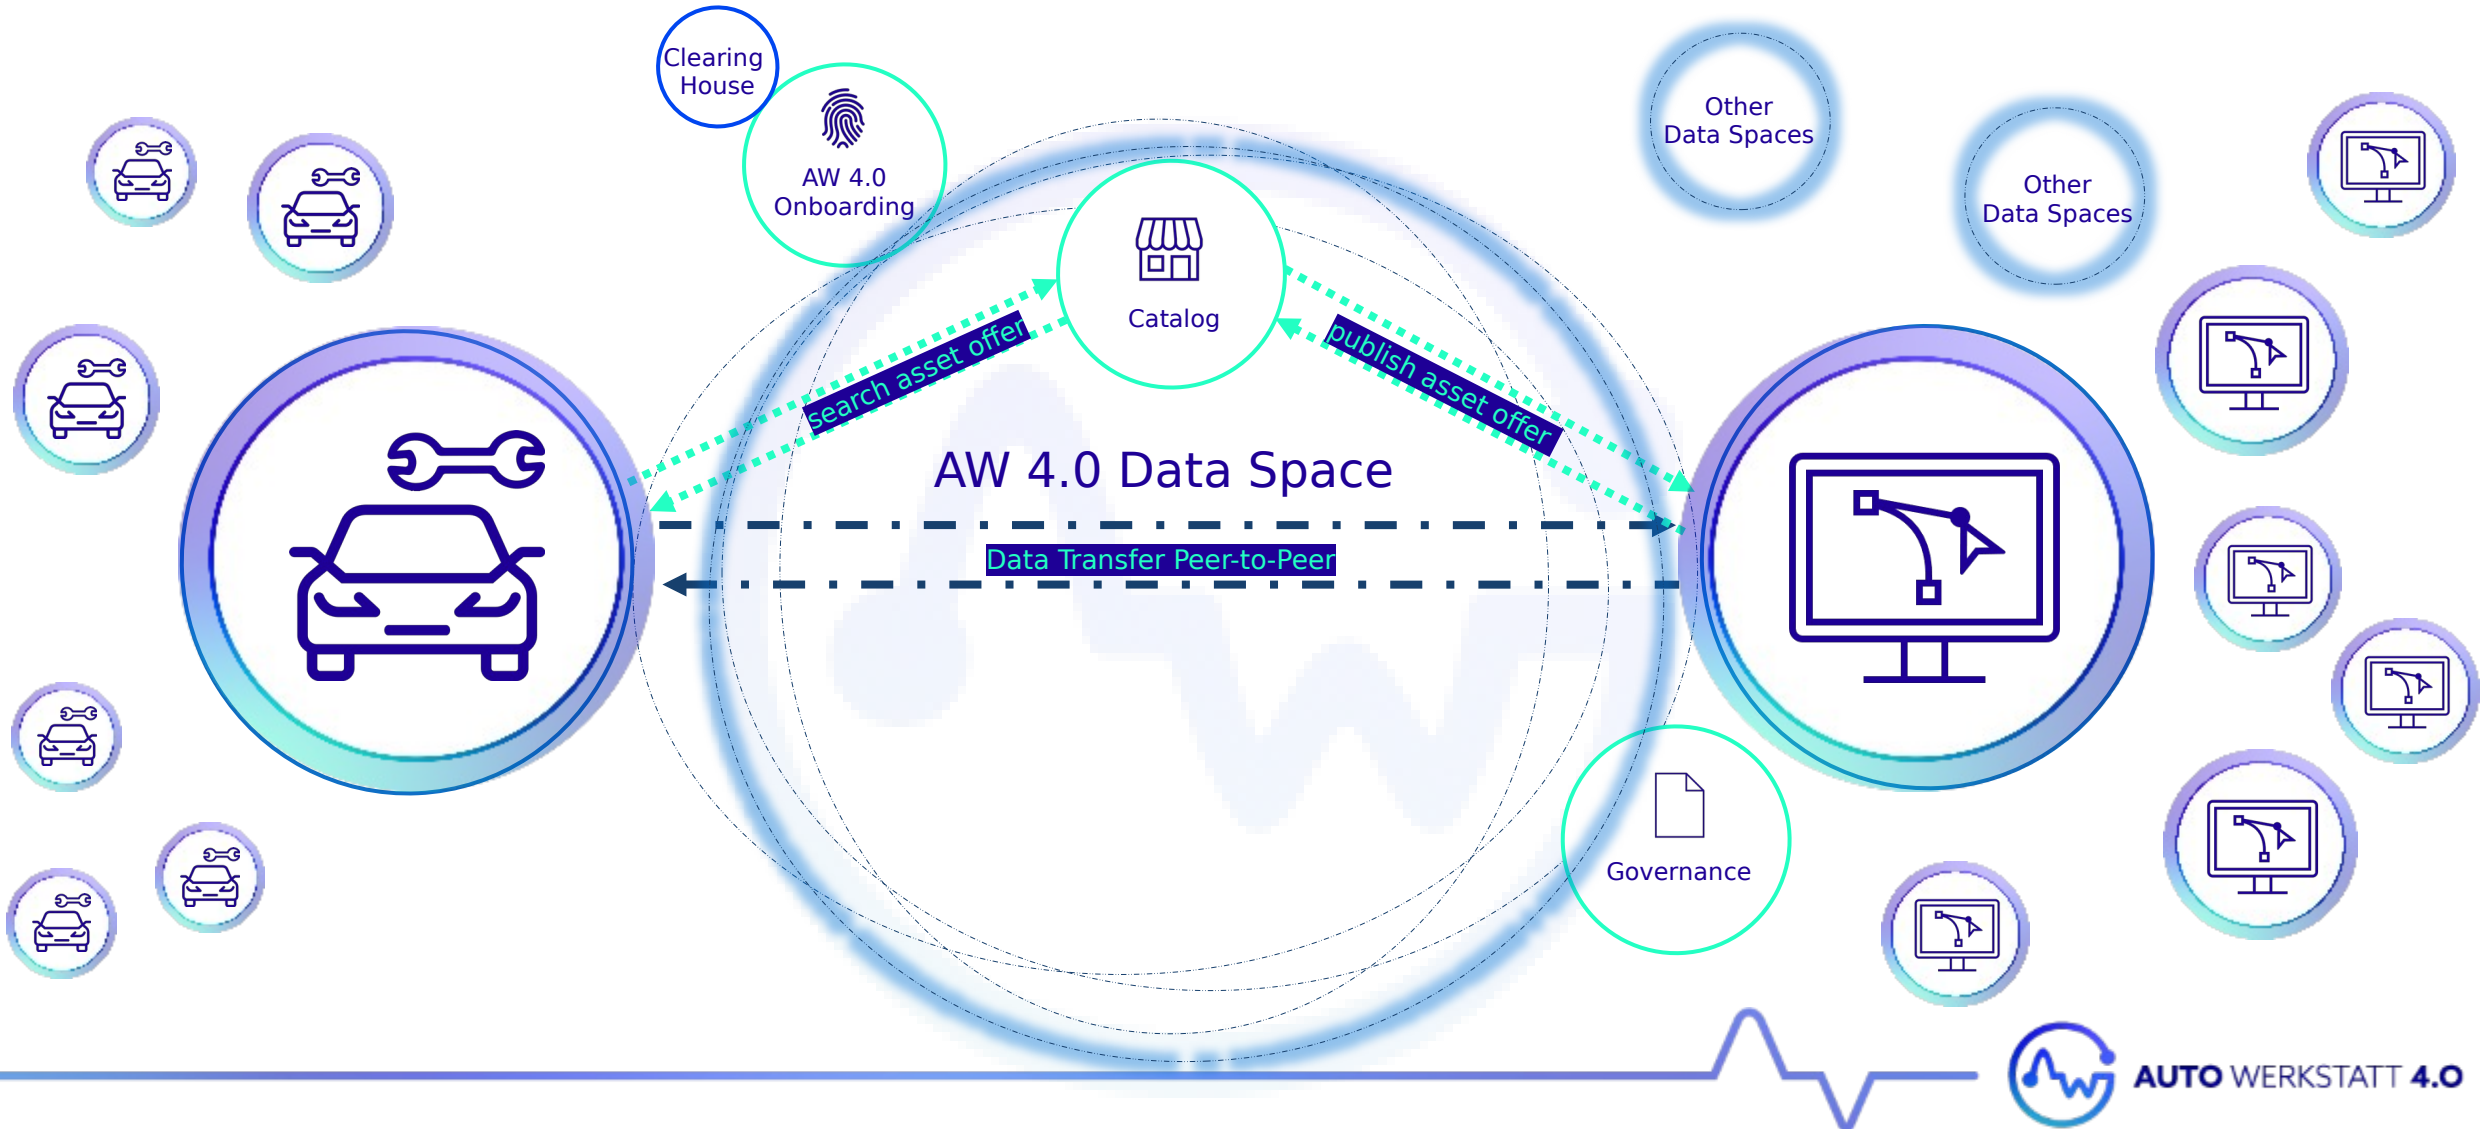 Clearing
House
AW 4.0
Onboarding
Other
Data Spaces
Other
Data Spaces
Catalog
search asset offer
publish asset offer
AW 4.0 Data Space
Data Transfer Peer-to-Peer
Governance
AUTO WERKSTATT 4.0